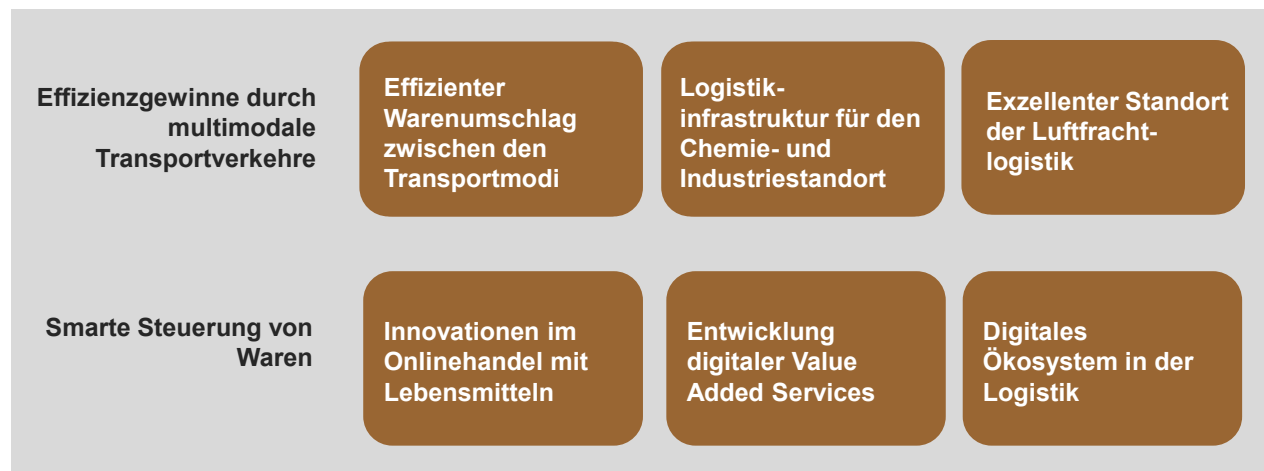 Effizienzgewinne durch
multimodale
Transportverkehre
Effizienter
Warenumschlag
zwischen den
Transportmodi
Logistik-
infrastruktur für den
Chemie- und
Industriestandort
Exzellenter Standort
der Luftfracht-
logistik
Smarte Steuerung von
Waren
Innovationen im
Onlinehandel mit
Lebensmitteln
Entwicklung
digitaler Value
Added Services
Digitales
Ökosystem in der
Logistik